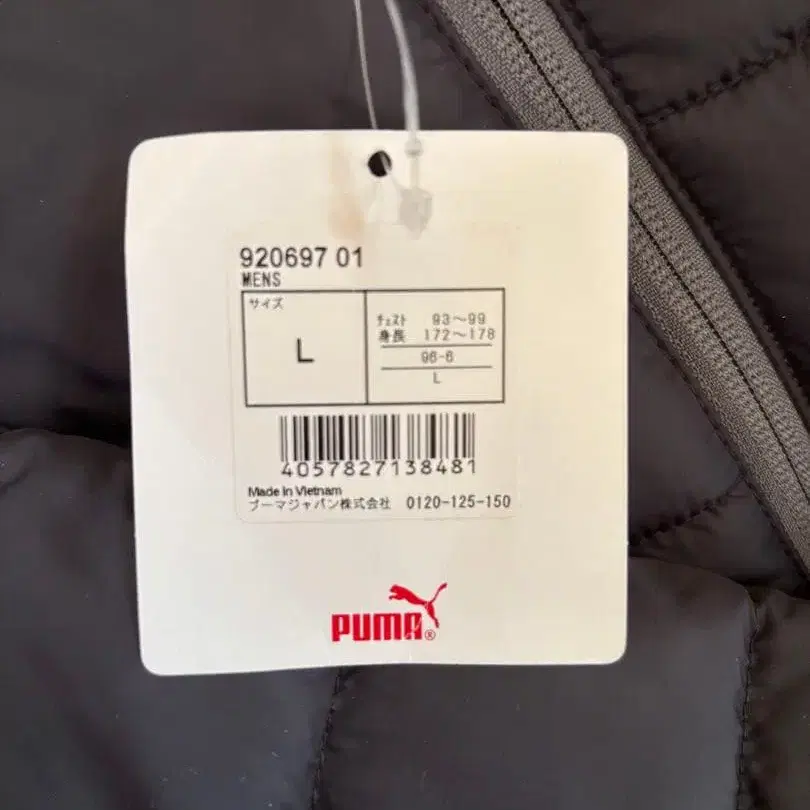 920697 01
MENS
サイズ
L
チェスト 93〜99
身長 172〜178
96-6
L
4057827138481
Made in Vietnam
プーマジャパン株式会社 0120-125-150
PUMA®